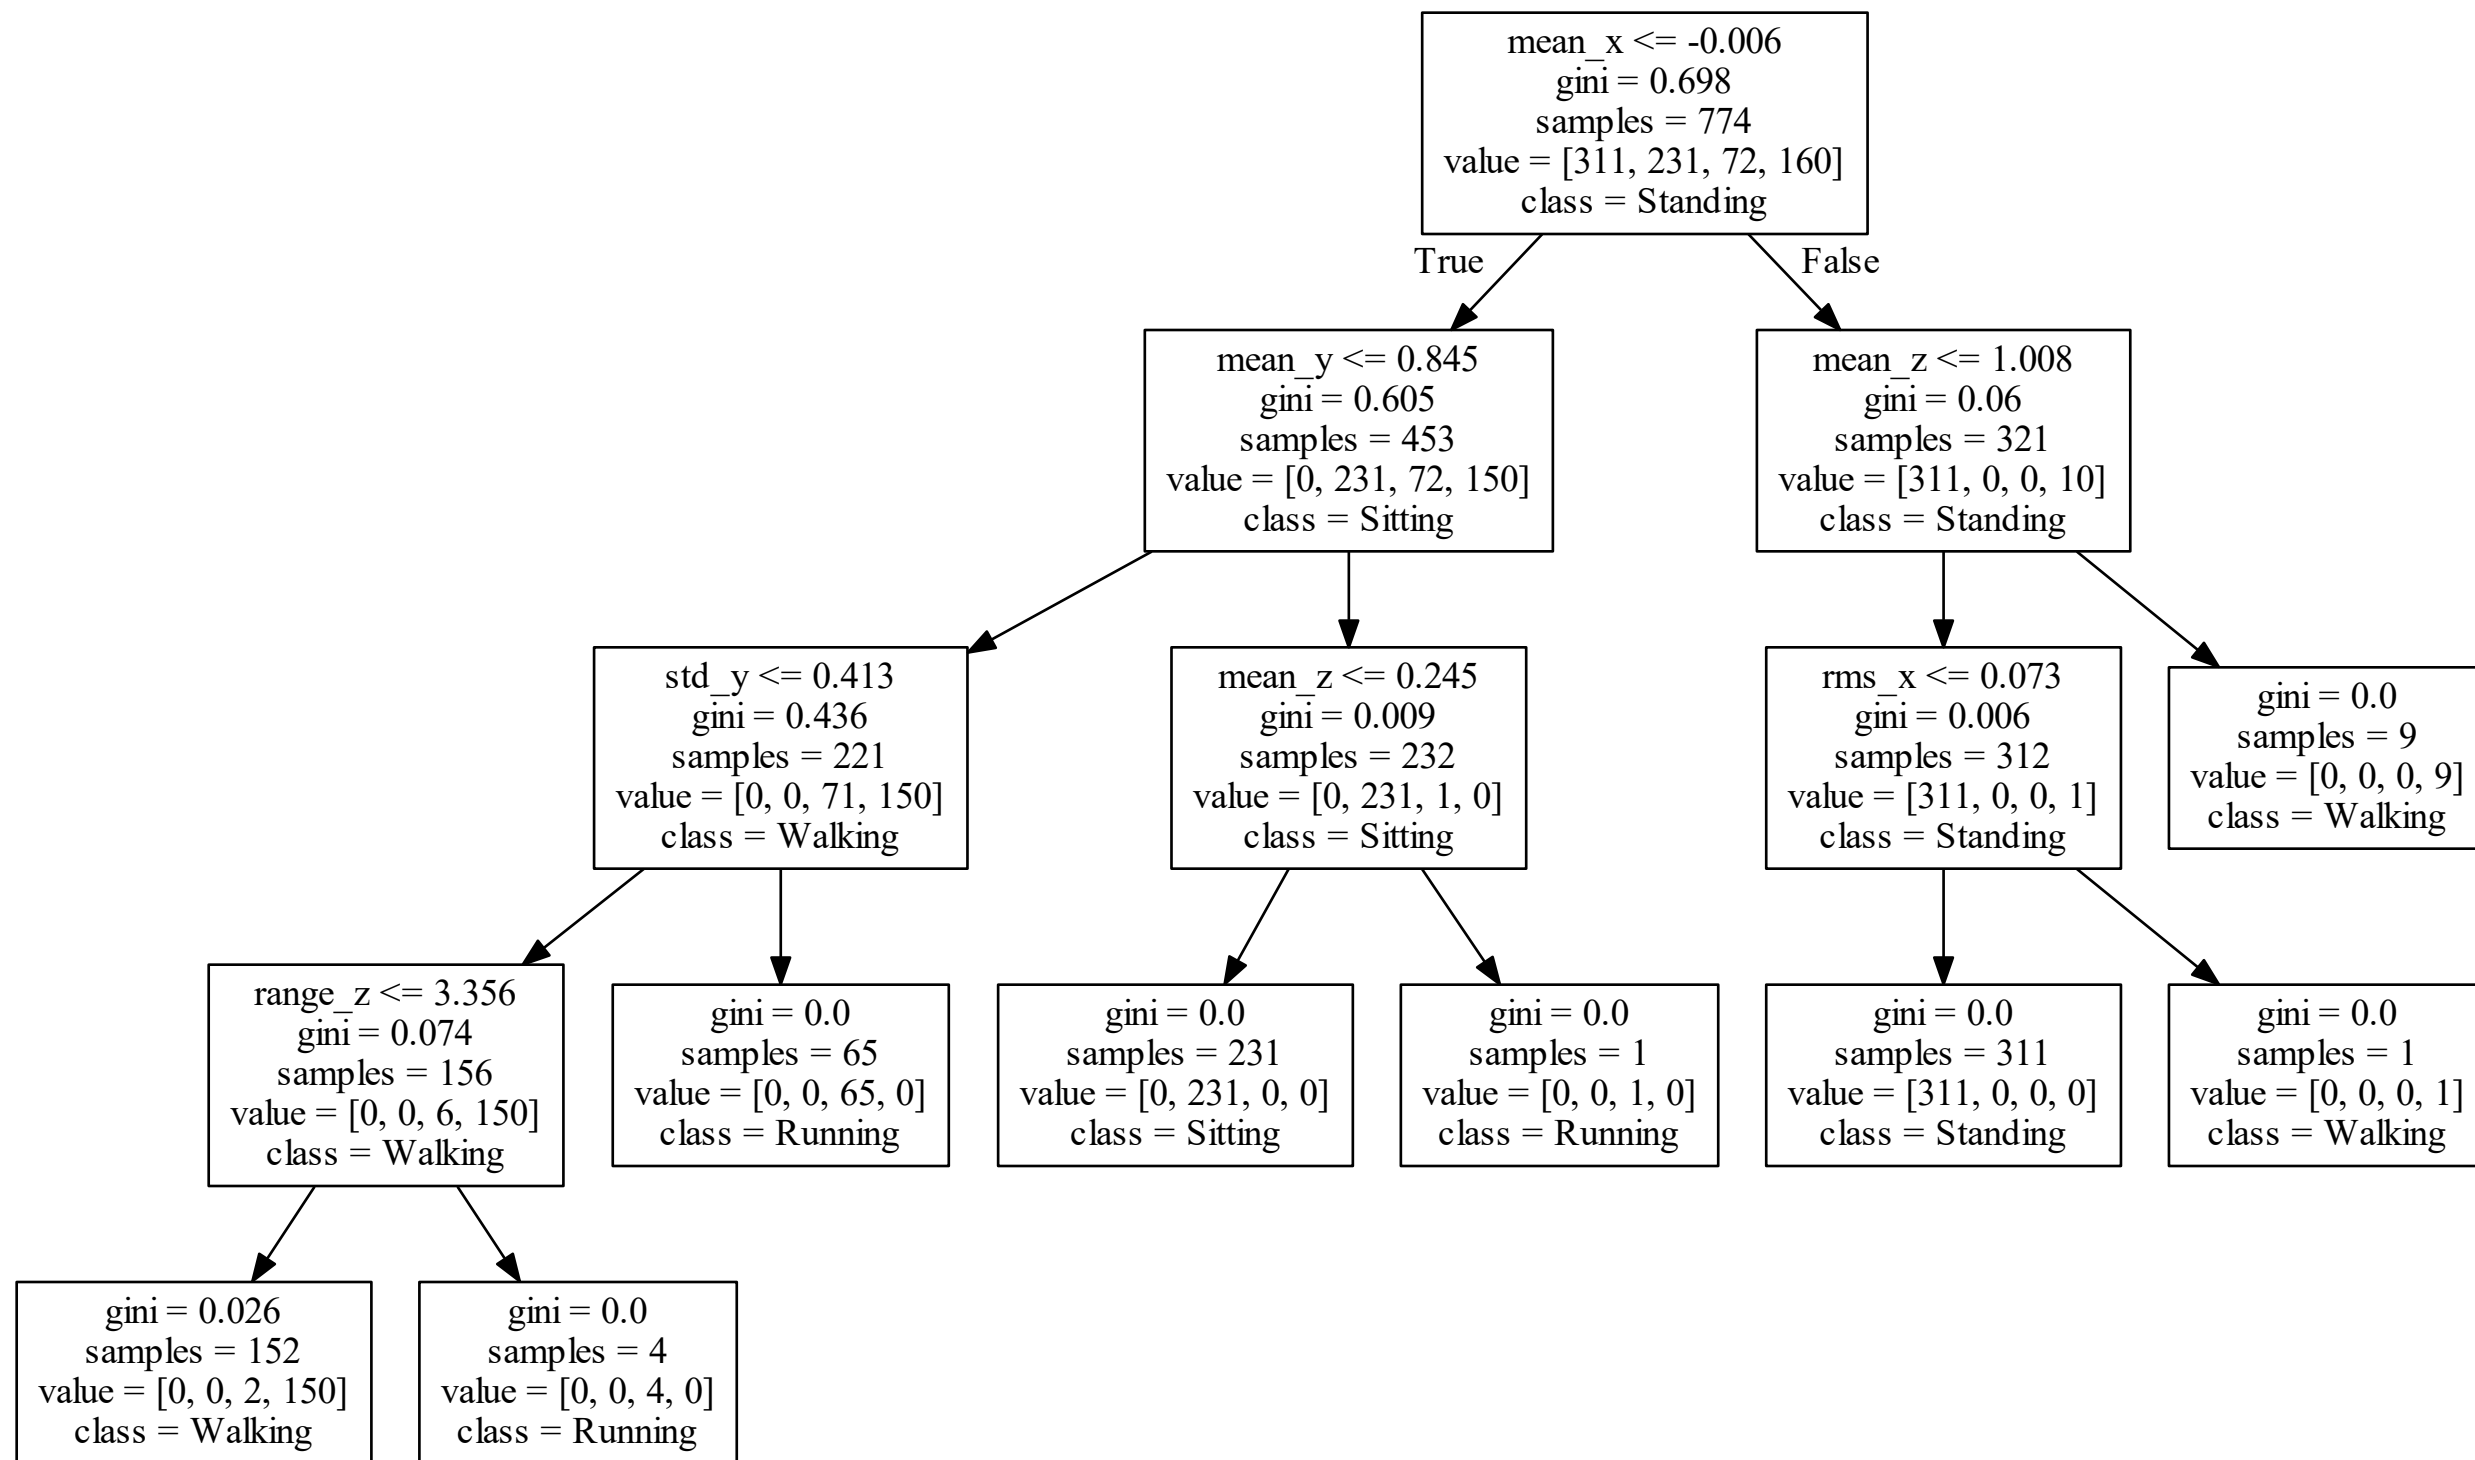 mean_x <= -0.006
gini = 0.698
samples = 774
value = [311, 231, 72, 160]
class = Standing
True
False
mean_y <= 0.845
gini = 0.605
samples = 453
value = [0, 231, 72, 150]
class = Sitting
mean_z <= 1.008
gini = 0.06
samples = 321
value = [311, 0, 0, 10]
class = Standing
std_y <= 0.413
gini = 0.436
samples = 221
value = [0, 0, 71, 150]
class = Walking
mean_z <= 0.245
gini = 0.009
samples = 232
value = [0, 231, 1, 0]
class = Sitting
rms_x <= 0.073
gini = 0.006
samples = 312
value = [311, 0, 0, 1]
class = Standing
gini = 0.0
samples = 9
value = [0, 0, 0, 9]
class = Walking
range_z <= 3.356
gini = 0.074
samples = 156
value = [0, 0, 6, 150]
class = Walking
gini = 0.0
samples = 65
value = [0, 0, 65, 0]
class = Running
gini = 0.0
samples = 231
value = [0, 231, 0, 0]
class = Sitting
gini = 0.0
samples = 1
value = [0, 0, 1, 0]
class = Running
gini = 0.0
samples = 311
value = [311, 0, 0, 0]
class = Standing
gini = 0.0
samples = 1
value = [0, 0, 0, 1]
class = Walking
gini = 0.026
samples = 152
value = [0, 0, 2, 150]
class = Walking
gini = 0.0
samples = 4
value = [0, 0, 4, 0]
class = Running